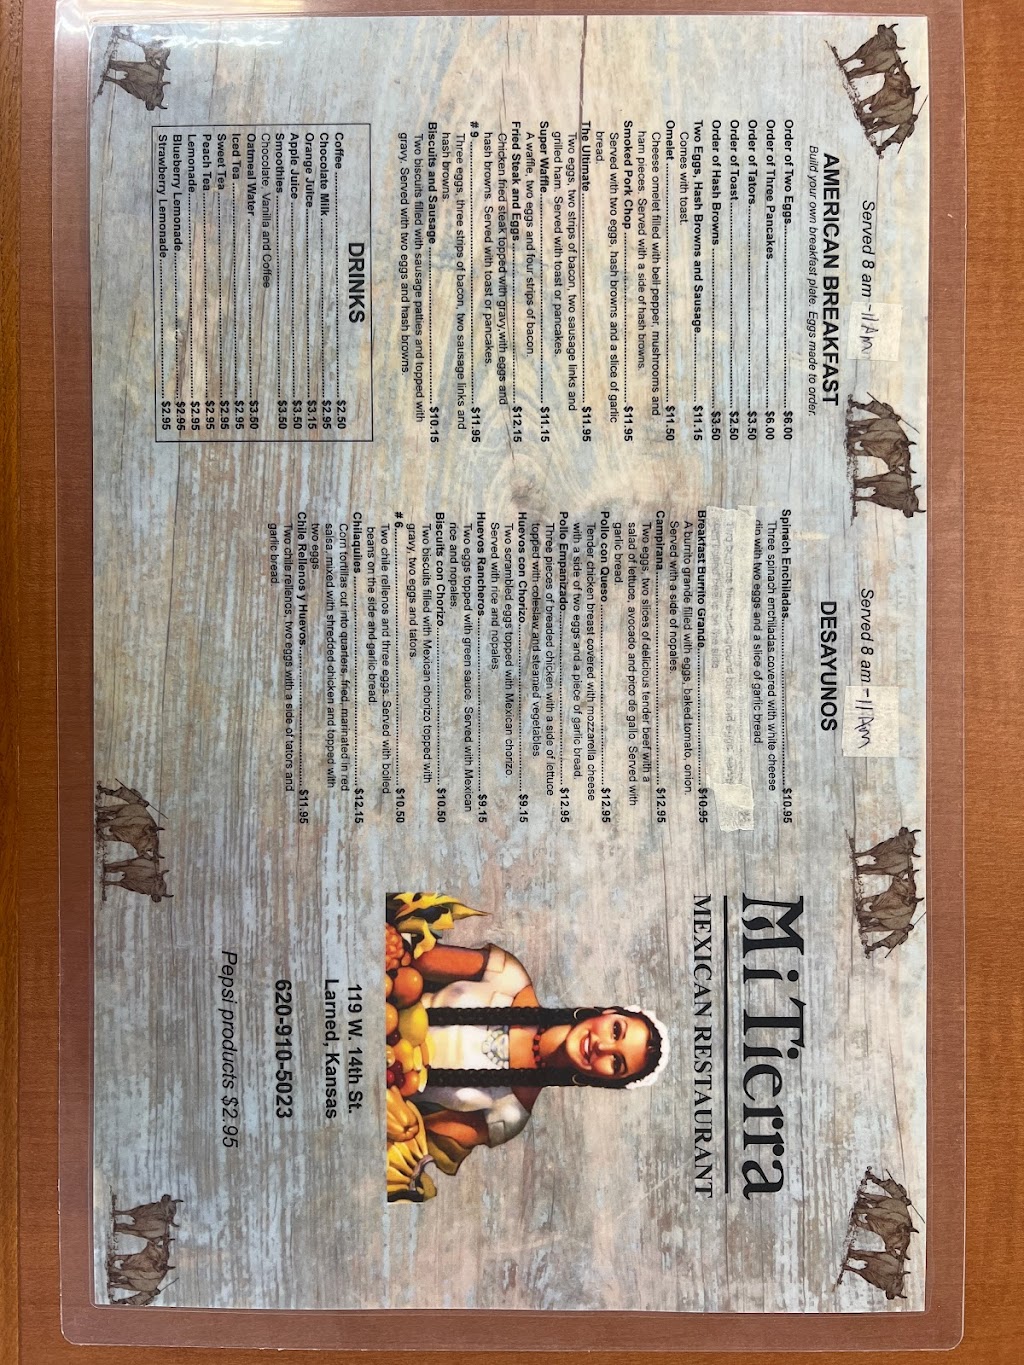 Served 8 am -11 Am
AMERICAN BREAKFAST
Build your own breakfast plate. Eggs made to order.
Order of Two Eggs $6.00
Order of Three Pancakes $6.00
Order of Tators $3.50
Order of Toast $2.50
Order of Hash Browns $3.50
Two Eggs, Hash Browns and Sausage $11.15
Comes with toast.
Omelet $11.50
Cheese omelet filled with bell pepper, mushrooms and
ham pieces. Served with a side of hash browns.
Smoked Pork Chop $11.95
Served with two eggs, hash browns and a slice of garlic
bread.
The Ultimate $11.95
Two eggs, two strips of bacon, two sausage links and
grilled ham. Served with toast or pancakes.
Super Waffle $11.15
A waffle, two eggs and four strips of bacon.
Fried Steak and Eggs $12.15
Chicken fried steak topped with gravy, with eggs and
hash browns. Served with toast or pancakes.
# 9 $11.95
Three eggs, three strips of bacon, two sausage links and
hash browns.
Biscuits and Sausage $10.15
Two biscuits filled with sausage patties and topped with
gravy. Served with two eggs and hash browns.
DRINKS
Coffee $2.50
Chocolate Milk $2.95
Orange Juice $3.15
Apple Juice $3.50
Smoothies $3.50
Chocolate, Vanilla and Coffee
Oatmeal Water $3.50
Iced Tea $2.95
Sweet Tea $2.95
Peach Tea $2.95
Lemonade $2.95
Blueberry Lemonade $2.95
Strawberry Lemonade $2.95
Served 8 am -11 Am
DESAYUNOS
Spinach Enchiladas $10.95
Three spinach enchiladas covered with white cheese
dip with two eggs and a slice of garlic bread.
Breakfast Burrito Grande $10.95
A burrito grande filled with eggs, baked tomato, onion.
Served with a side of nopales.
Campirana $12.95
Two eggs, two slices of delicious tender beef with a
salad of lettuce, avocado and pico de gallo. Served with
garlic bread.
Pollo con Queso $12.95
Tender chicken breast covered with mozzarella cheese
with a side of two eggs and a piece of garlic bread.
Pollo Empanizado $12.95
Three pieces of breaded chicken with a side of lettuce
topped with coleslaw and steamed vegetables
Huevos con Chorizo $9.15
Two scrambled eggs topped with Mexican chorizo.
Served with rice and nopales.
Huevos Rancheros $9.15
Two eggs topped with green sauce. Served with Mexican
rice and nopales.
Biscuits con Chorizo $10.50
Two biscuits filled with Mexican chorizo topped with
gravy, two eggs and tators.
# 6 $10.50
Two chile rellenos and three eggs. Served with boiled
beans on the side and garlic bread.
Chilaquiles $12.15
Corn tortillas cut into quarters, fried, marinated in red
salsa, mixed with shredded chicken and topped with
two eggs
Chile Rellenos y Huevos $11.95
Two chile rellenos, two eggs with a side of tators and
garlic bread
Mi Tierra
MEXICAN RESTAURANT
119 W. 14th St.
Larned, Kansas
620-910-5023
Pepsi products $2.95